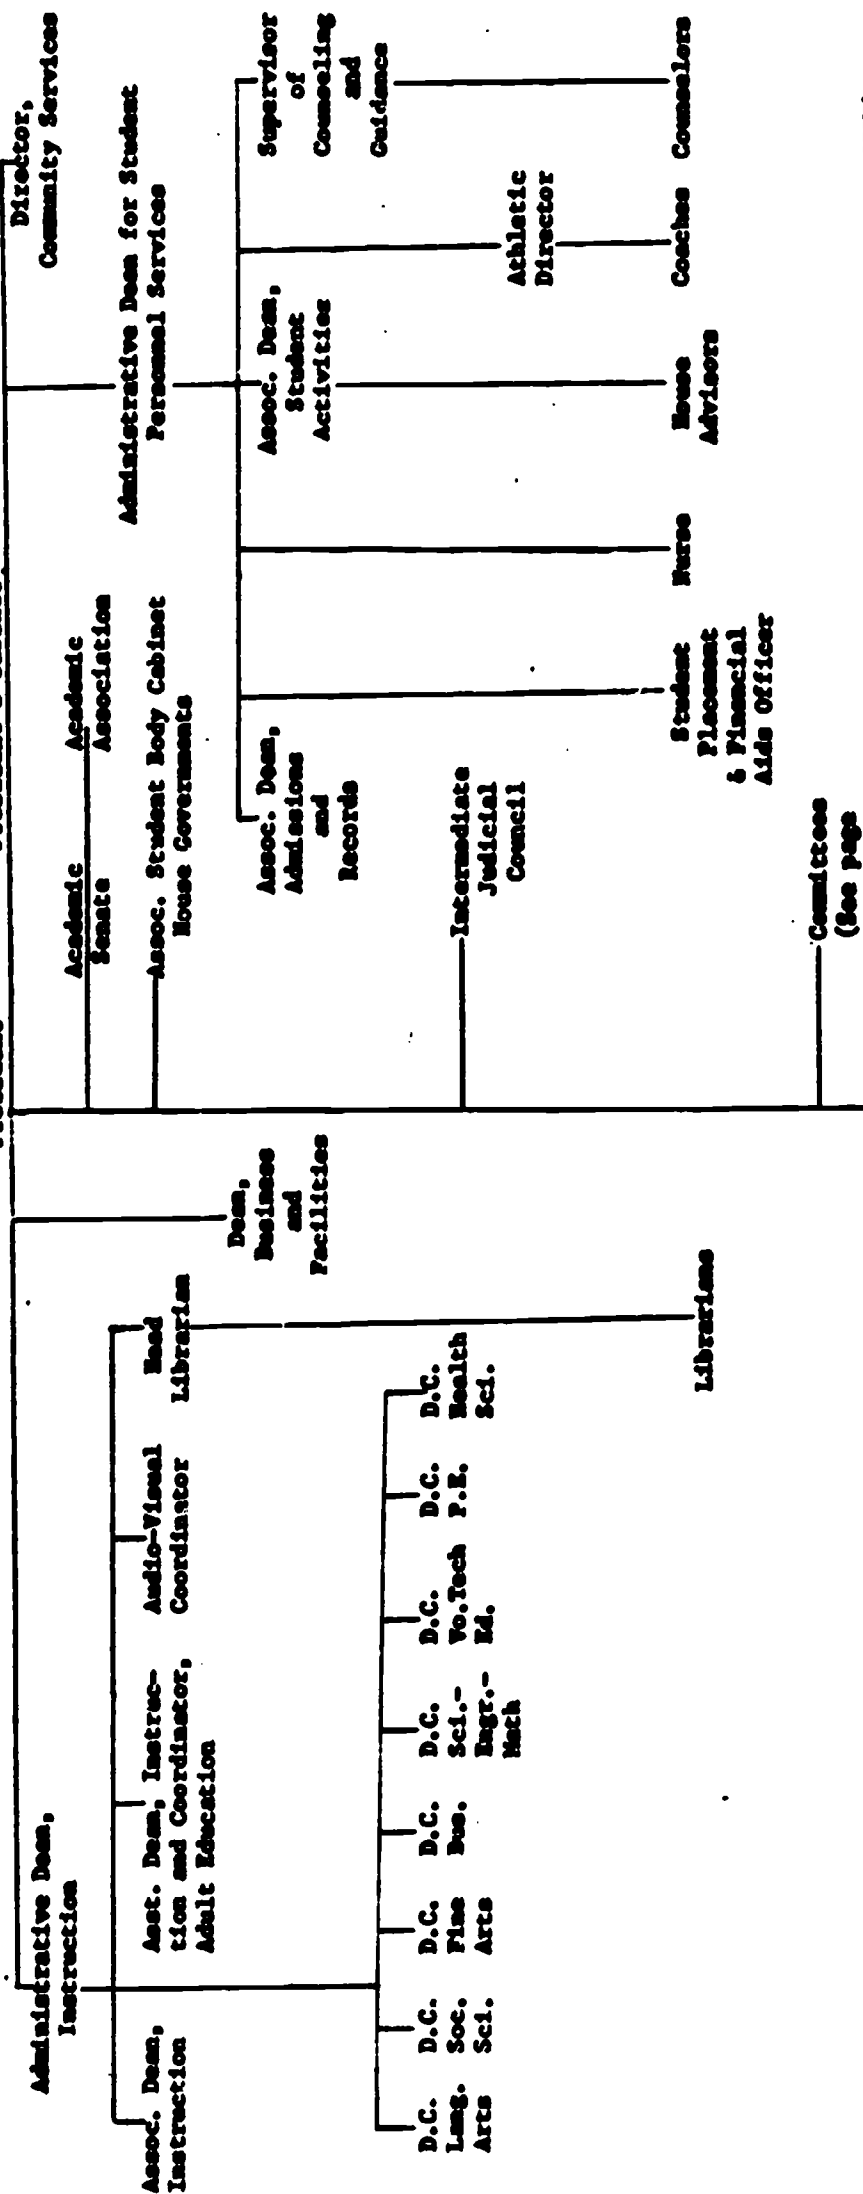 Director,
Community Services
Administrative Dean for Student
Personnel Services
Supervisor
of
Counseling
and
Guidance
Counselors
Athletic
Director
Coaches
Assoc. Dean,
Student
Activities
House
Advisors
Nurse
Student
Placement
& Financial
Aids Officer
Assoc. Dean,
Admissions
and
Records
Academic
Senate
Academic
Association
Assoc. Student Body Cabinet
House Governments
Intermediate
Judicial
Council
Committees
(See page
Dean,
Business
and
Facilities
Administrative Dean,
Instruction
Assoc. Dean,
Instruction
Asst. Dean, Instruc-
tion and Coordinator,
Adult Education
Audio-Visual
Coordinator
Head
Librarian
Librarians
D.C.
Lang.
Arts
D.C.
Soc.
Sci.
D.C.
Fine
Arts
D.C.
Bus.
D.C.
Sci.-
Engr.-
Math
D.C.
Vo.Tech
Ed.
D.C.
P.E.
D.C.
Health
Sci.